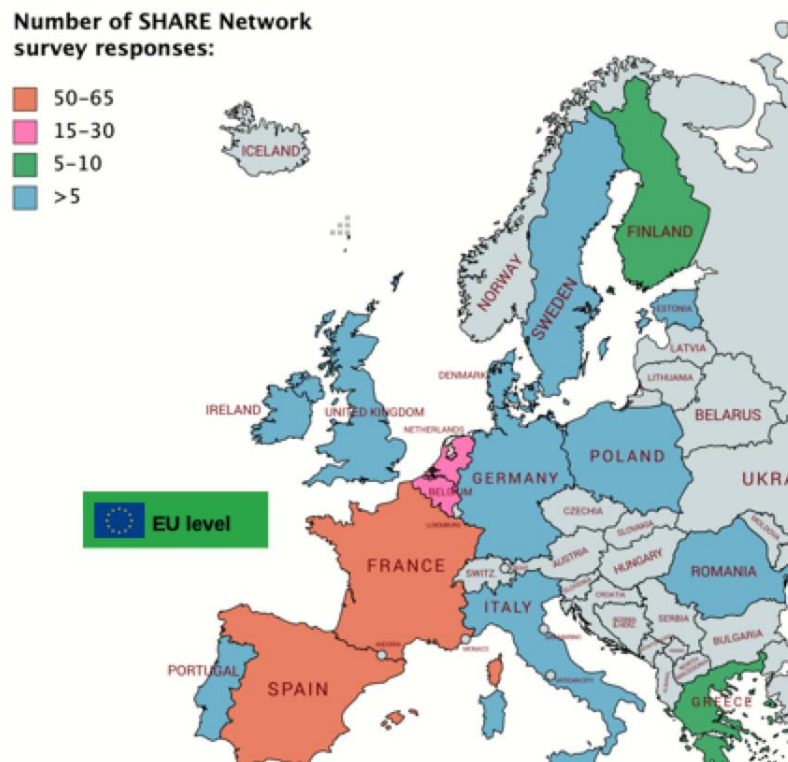 Number of SHARE Network
survey responses:
50-65
15-30
5-10
>5
ICELAND
FINLAND
NORWAY
SWEDEN
ESTONIA
LATVIA
DENMARK
LITHUANIA
IRELAND
UNITED KINGDOM
BELARUS
NETHERLANDS
POLAND
GERMANY
UKRA
BELGIUM
EU level
CZECHIA
LUXEMBURG
SLOVAKIA
MOLDOVA
FRANCE
AUSTRIA
HUNGARY
SWITZ.
ROMANIA
SLOVENIA
CROATIA
ITALY
SERBIA
BULGARIA
ANDORRA
MONACO
PORTUGAL
SPAIN
VATICAN CITY
GREECE